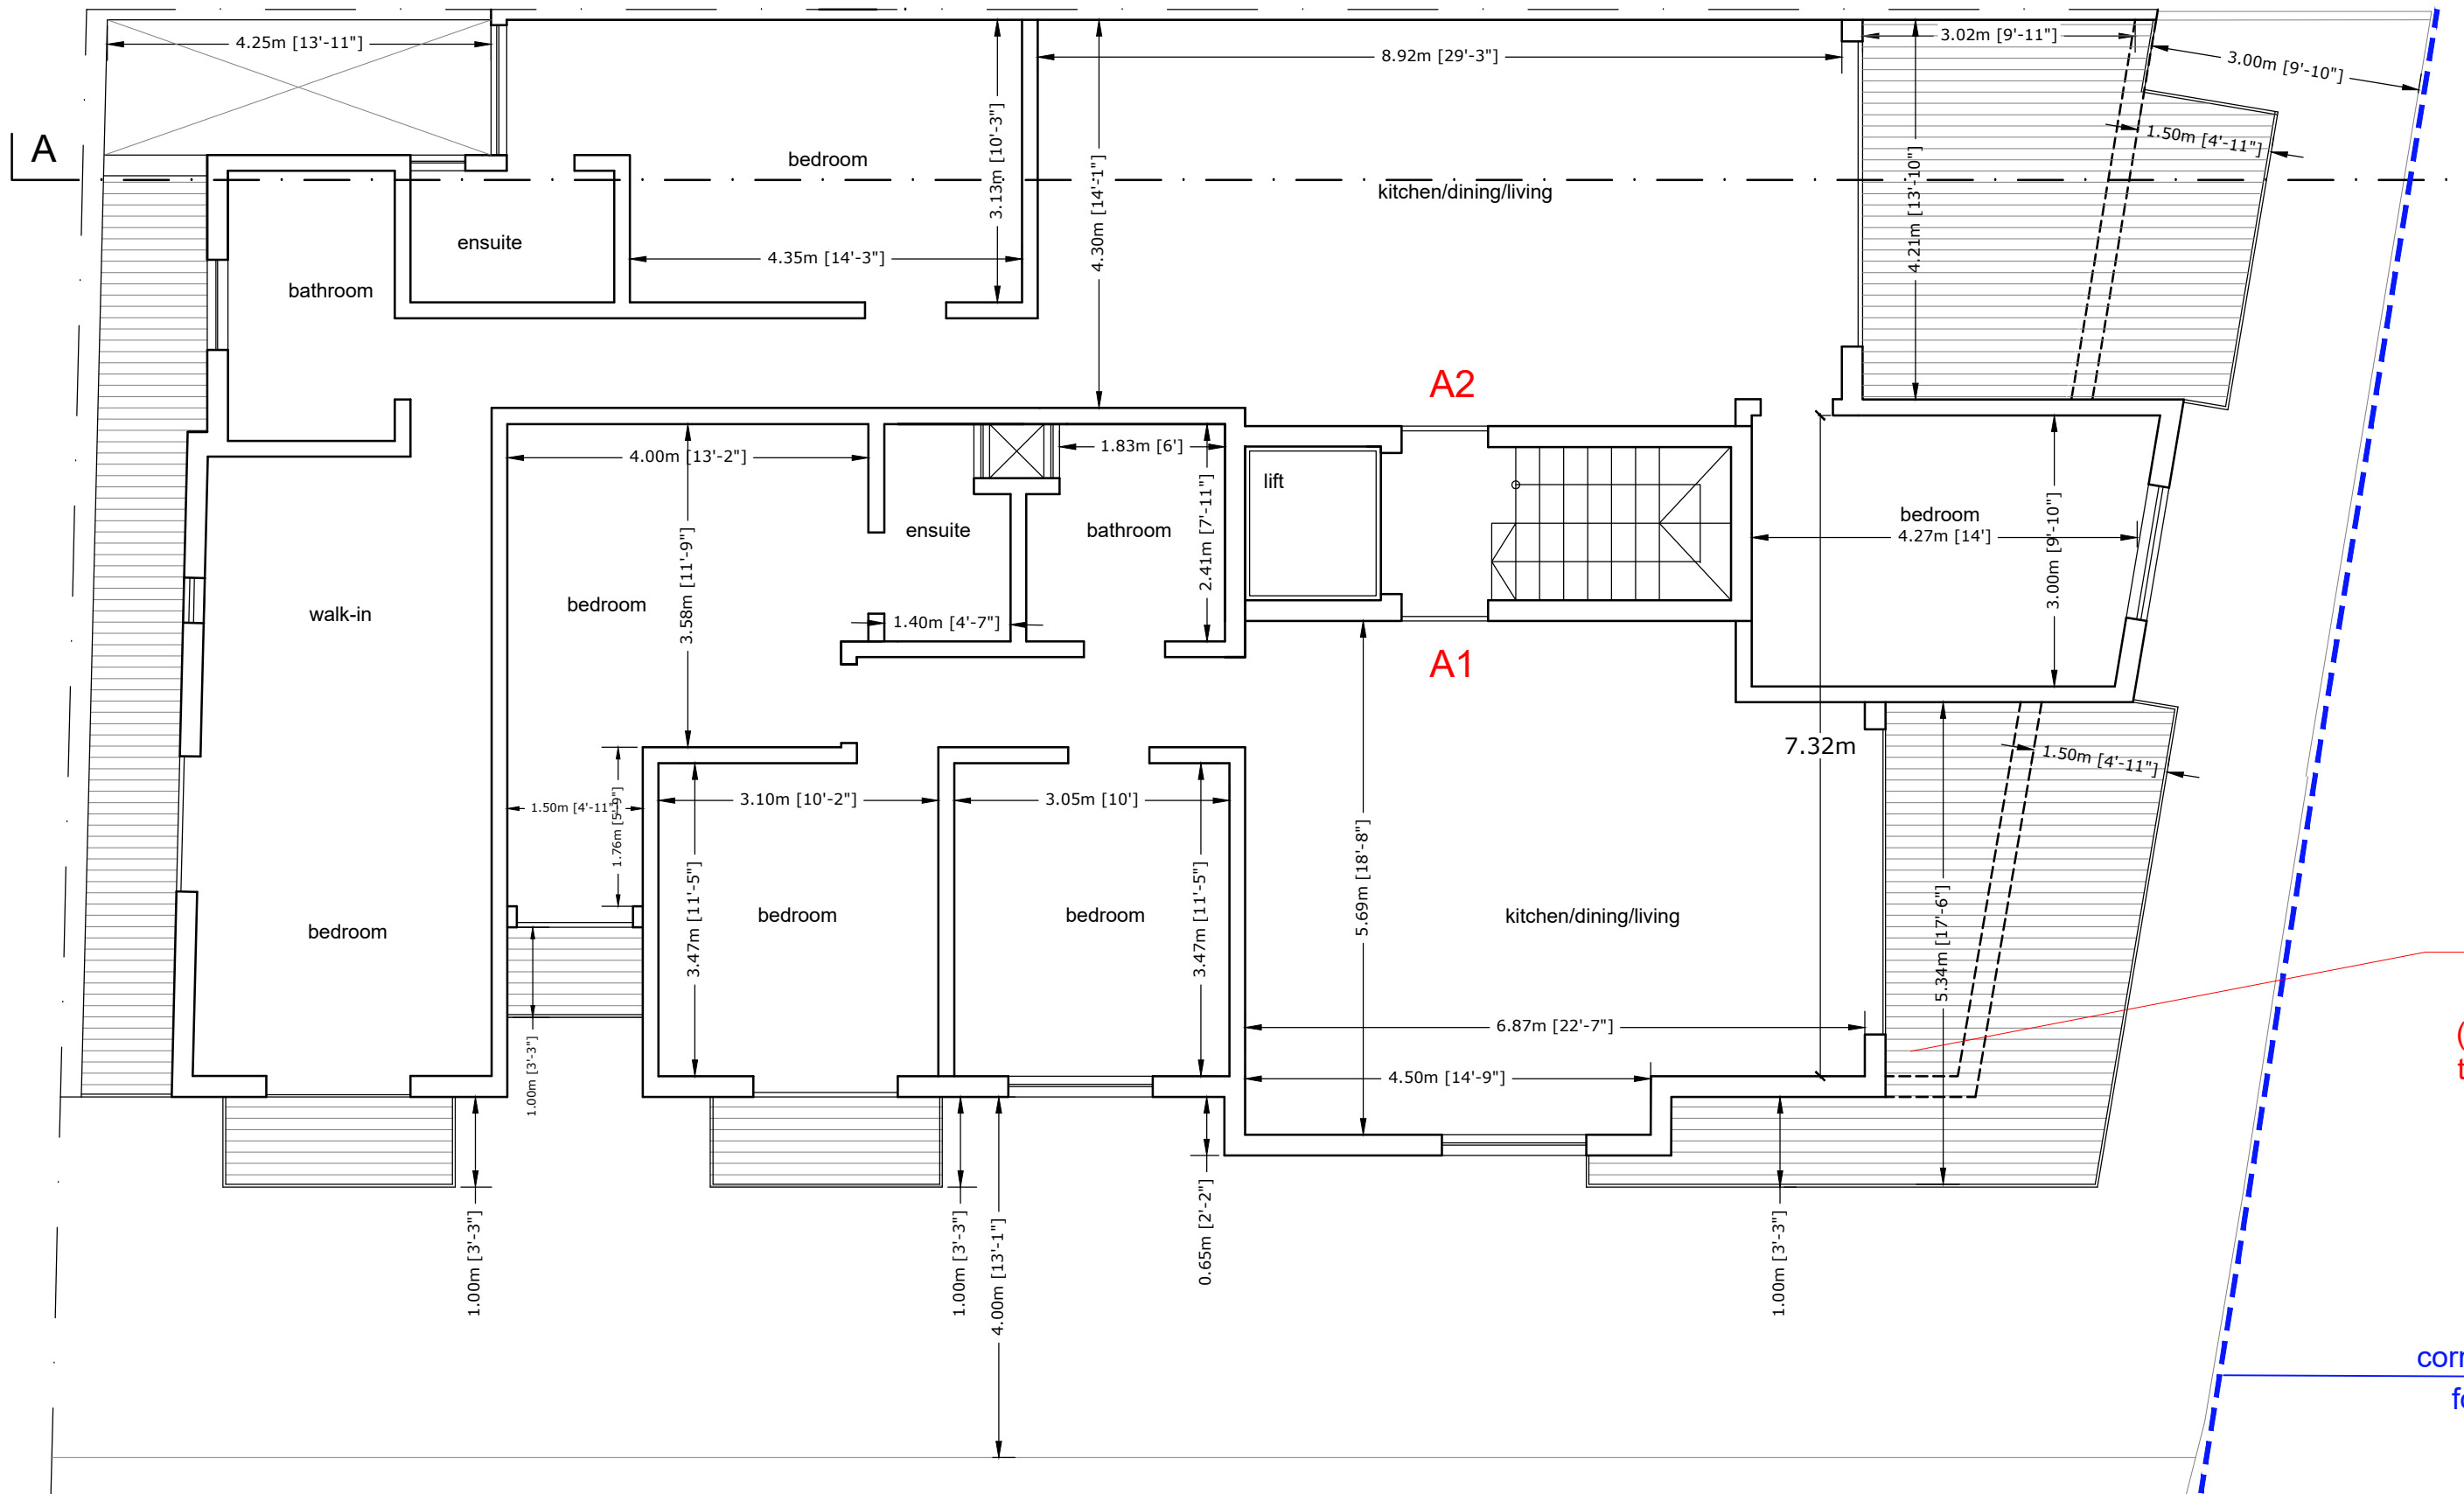 4.25m [13'-11"]
8.92m [29'-3"]
3.02m [9'-11"]
3.00m [9'-10"]
1.50m [4'-11"]
A
bedroom
3.13m [10'-3"]
4.30m [14'-1"]
kitchen/dining/living
4.21m [13'-10"]
ensuite
4.35m [14'-3"]
bathroom
A2
4.00m [13'-2"]
1.83m [6']
lift
ensuite
bathroom
2.41m [7'-11"]
bedroom
4.27m [14']
3.00m [9'-10"]
3.58m [11'-9"]
bedroom
walk-in
1.40m [4'-7"]
A1
7.32m
1.50m [4'-11"]
1.50m [4'-11"]
1.76m [5'-9"]
3.10m [10'-2"]
3.05m [10']
3.47m [11'-5"]
3.47m [11'-5"]
5.69m [18'-8"]
bedroom
bedroom
bedroom
kitchen/dining/living
5.34m [17'-6"]
6.87m [22'-7"]
4.50m [14'-9"]
1.00m [3'-3"]
1.00m [3'-3"]
1.00m [3'-3"]
4.00m [13'-1"]
0.65m [2'-2"]
1.00m [3'-3"]
(
t
corr
fe